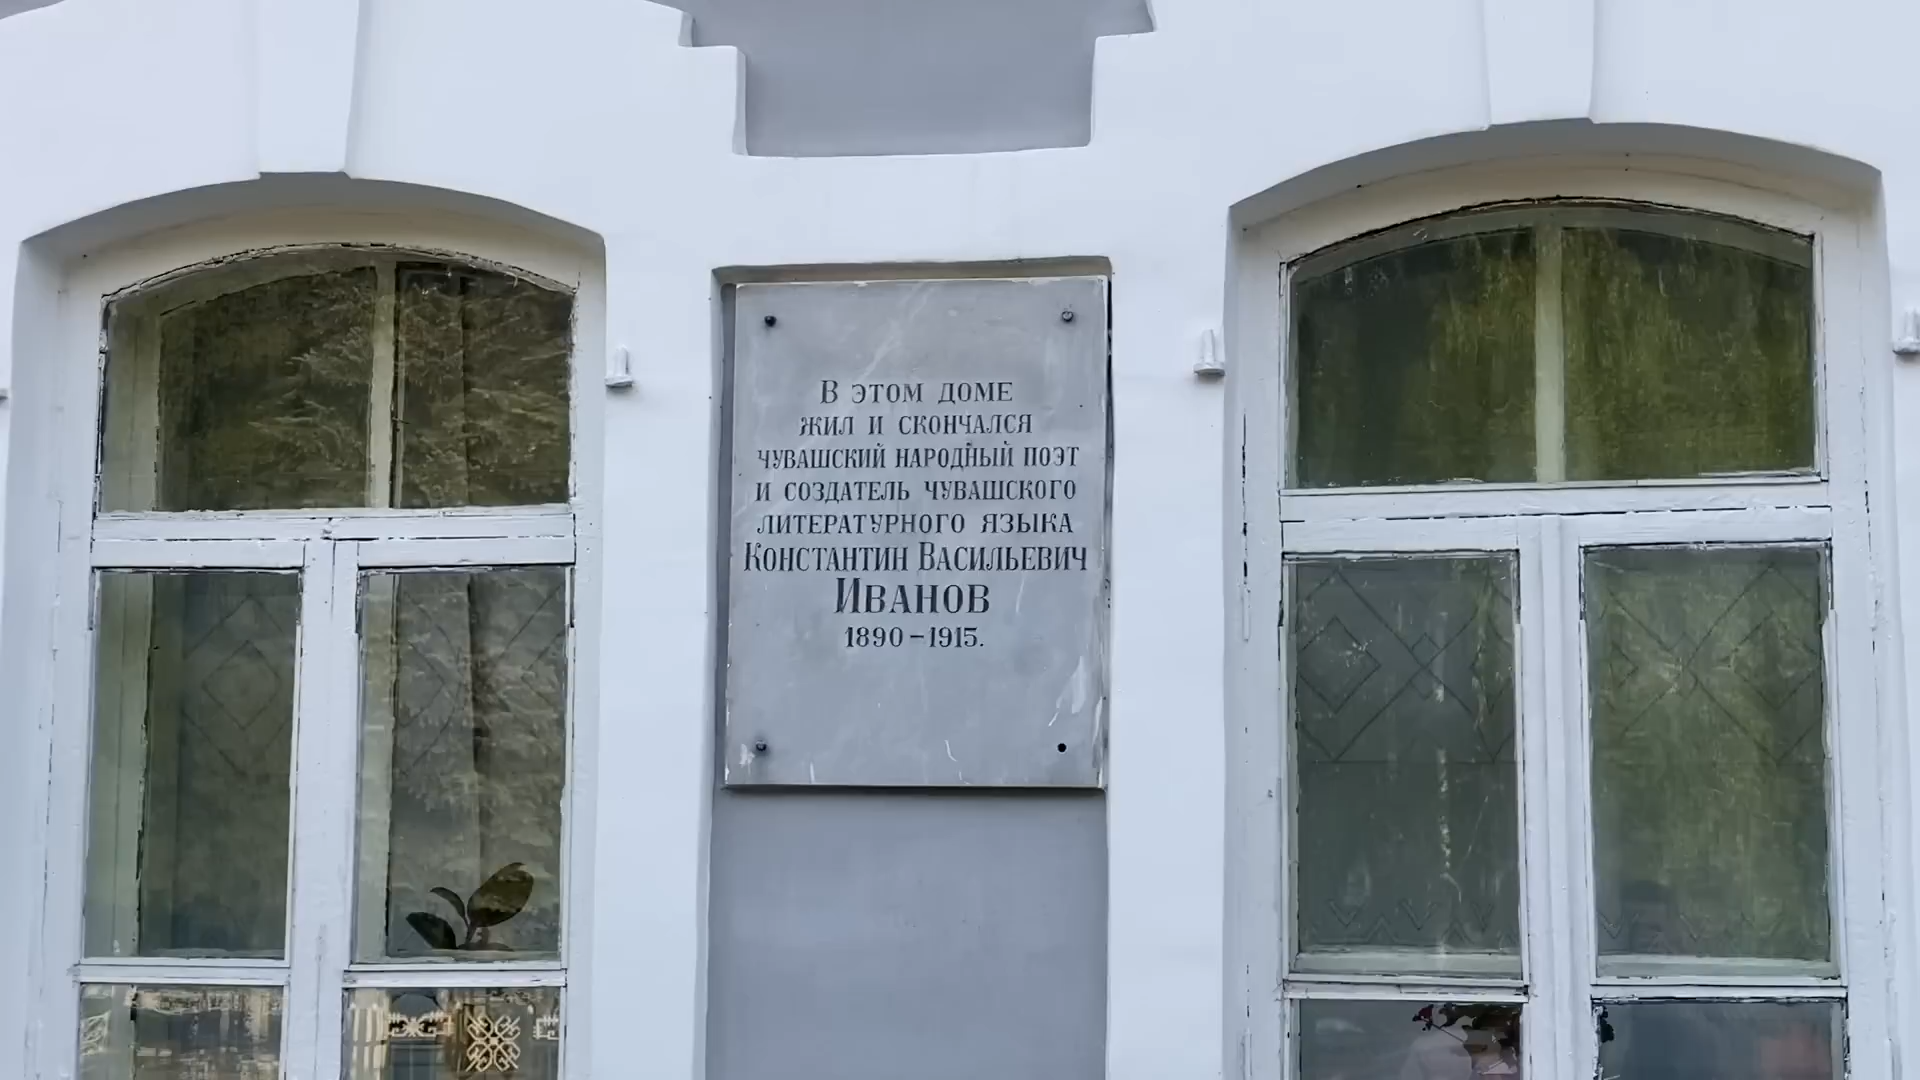 В ЭТОМ ДОМЕ
ЖИЛ И СКОНЧАЛСЯ
ЧУВАШСКИЙ НАРОДНЫЙ ПОЭТ
И СОЗДАТЕЛЬ ЧУВАШСКОГО
ЛИТЕРАТУРНОГО ЯЗЫКА
КОНСТАНТИН ВАСИЛЬЕВИЧ
ИВАНОВ
1890–1915.